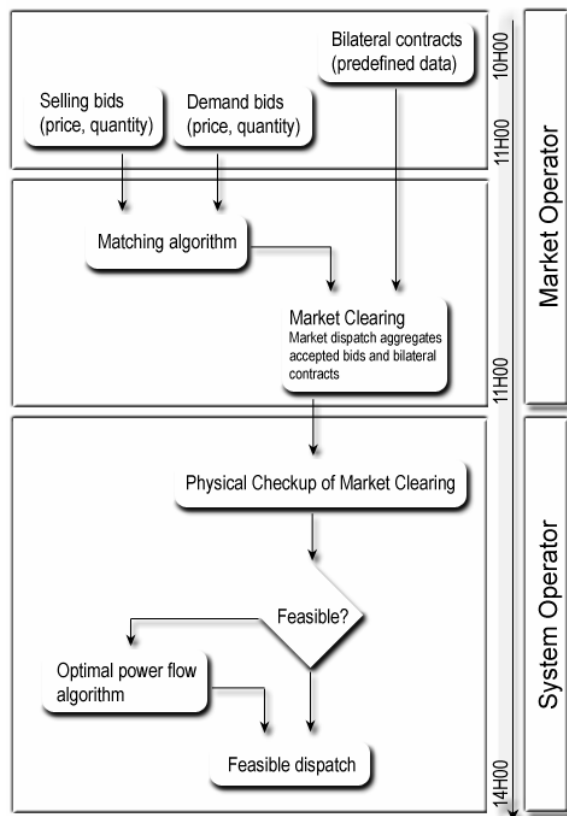 Bilateral contracts
(predefined data)
Selling bids
(price, quantity)
Demand bids
(price, quantity)
Matching algorithm
Market Clearing
Market dispatch aggregates
accepted bids and bilateral
contracts
Physical Checkup of Market Clearing
Feasible?
Optimal power flow
algorithm
Feasible dispatch
10H00
11H00
11H00
14H00
Market Operator
System Operator